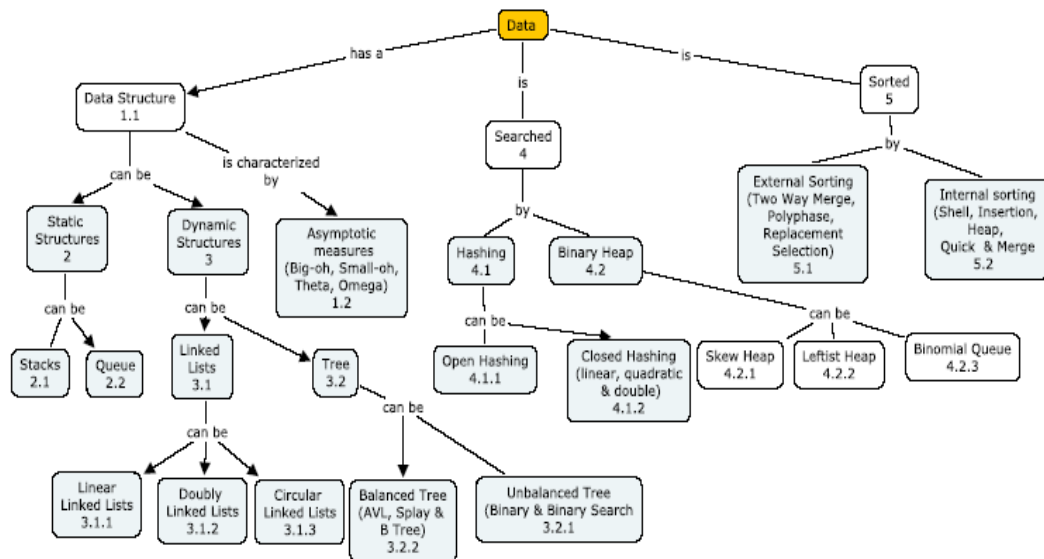 Data
has a
is
is
Data Structure
1.1
Searched
4
Sorted
5
can be
is characterized
by
by
by
Static
Structures
2
Dynamic
Structures
3
Asymptotic
measures
(Big-oh, Small-oh,
Theta, Omega)
1.2
Hashing
4.1
Binary Heap
4.2
External Sorting
(Two Way Merge,
Polyphase,
Replacement
Selection)
5.1
Internal sorting
(Shell, Insertion,
Heap,
Quick & Merge
5.2
can be
can be
can be
can be
Stacks
2.1
Queue
2.2
Linked
Lists
3.1
Tree
3.2
Open Hashing
4.1.1
Closed Hashing
(linear, quadratic
& double)
4.1.2
Skew Heap
4.2.1
Leftist Heap
4.2.2
Binomial Queue
4.2.3
can be
can be
Linear
Linked Lists
3.1.1
Doubly
Linked Lists
3.1.2
Circular
Linked Lists
3.1.3
Balanced Tree
(AVL, Splay &
B Tree)
3.2.2
Unbalanced Tree
(Binary & Binary Search
3.2.1